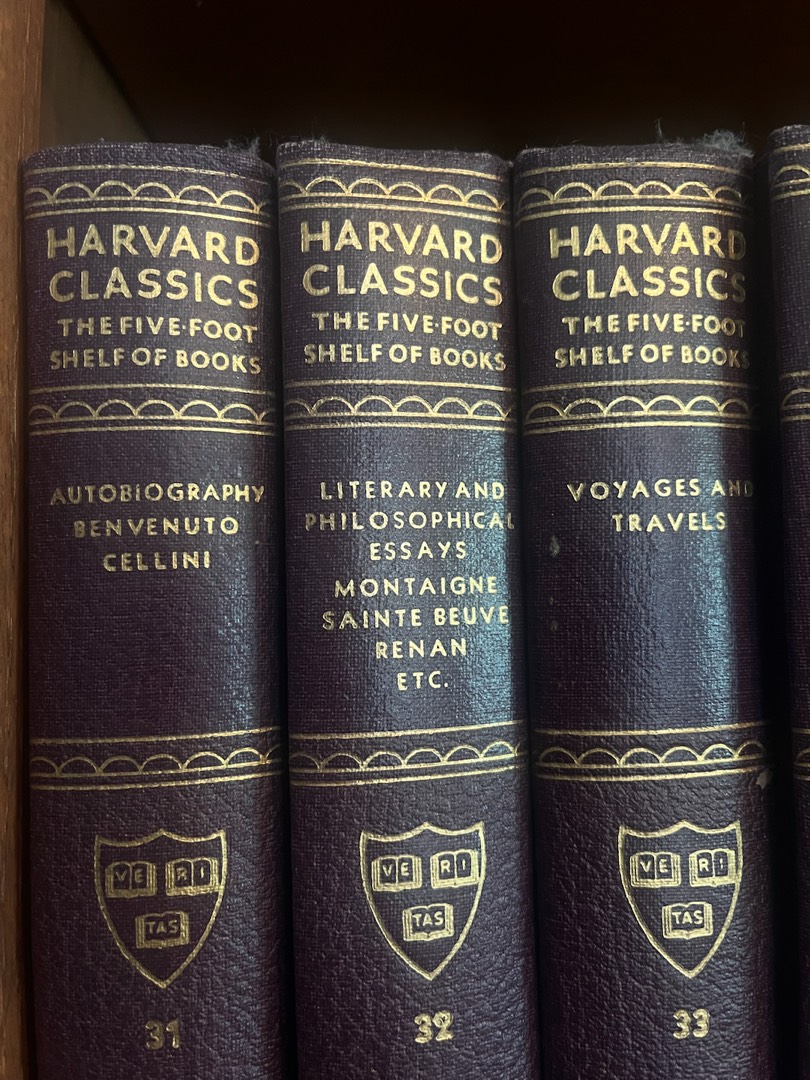 HARVARD
CLASSICS
THE FIVE-FOOT
SHELF OF BOOKS
AUTOBIOGRAPHY
BENVENUTO
CELLINI
VE RI
TAS
31
HARVARD
CLASSICS
THE FIVE-FOOT
SHELF OF BOOKS
LITERARY AND
PHILOSOPHICAL
ESSAYS
MONTAIGNE
SAINTE BEUVE
RENAN
ETC.
VE RI
TAS
32
HARVARD
CLASSICS
THE FIVE-FOOT
SHELF OF BOOKS
VOYAGES AND
TRAVELS
VE RI
TAS
33